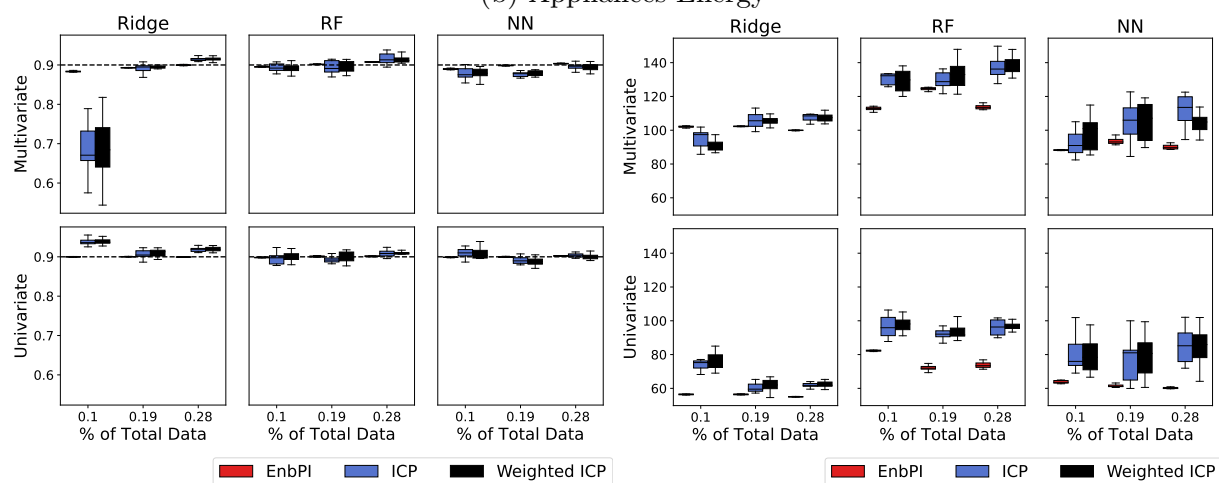 (b) Appliances Energy
Ridge RF NN
Multivariate
0.9
0.8
0.7
0.6
Univariate
0.9
0.8
0.7
0.6
0.1 0.19 0.28 0.1 0.19 0.28 0.1 0.19 0.28
% of Total Data % of Total Data % of Total Data
EnbPI ICP Weighted ICP
Ridge RF NN
Multivariate
140
120
100
80
60
Univariate
140
120
100
80
60
0.1 0.19 0.28 0.1 0.19 0.28 0.1 0.19 0.28
% of Total Data % of Total Data % of Total Data
EnbPI ICP Weighted ICP